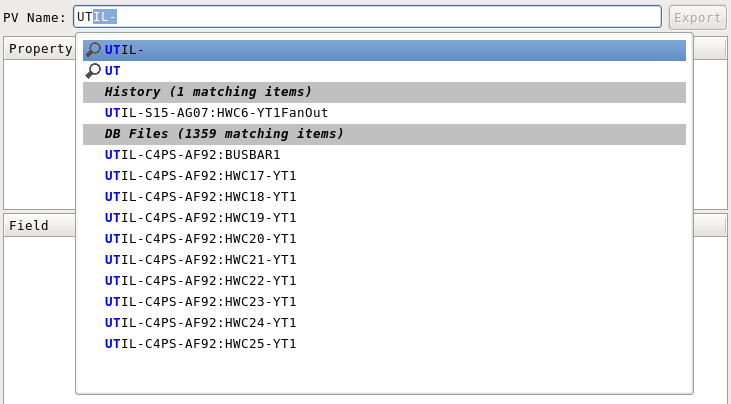 PV Name: UTIL- Export
Property
UTIL-
UT
History (1 matching items)
UTIL-S15-AG07:HWC6-YT1FanOut
DB Files (1359 matching items)
UTIL-C4PS-AF92:BUSBAR1
UTIL-C4PS-AF92:HWC17-YT1
UTIL-C4PS-AF92:HWC18-YT1
UTIL-C4PS-AF92:HWC19-YT1
UTIL-C4PS-AF92:HWC20-YT1
UTIL-C4PS-AF92:HWC21-YT1
UTIL-C4PS-AF92:HWC22-YT1
UTIL-C4PS-AF92:HWC23-YT1
UTIL-C4PS-AF92:HWC24-YT1
UTIL-C4PS-AF92:HWC25-YT1
Field